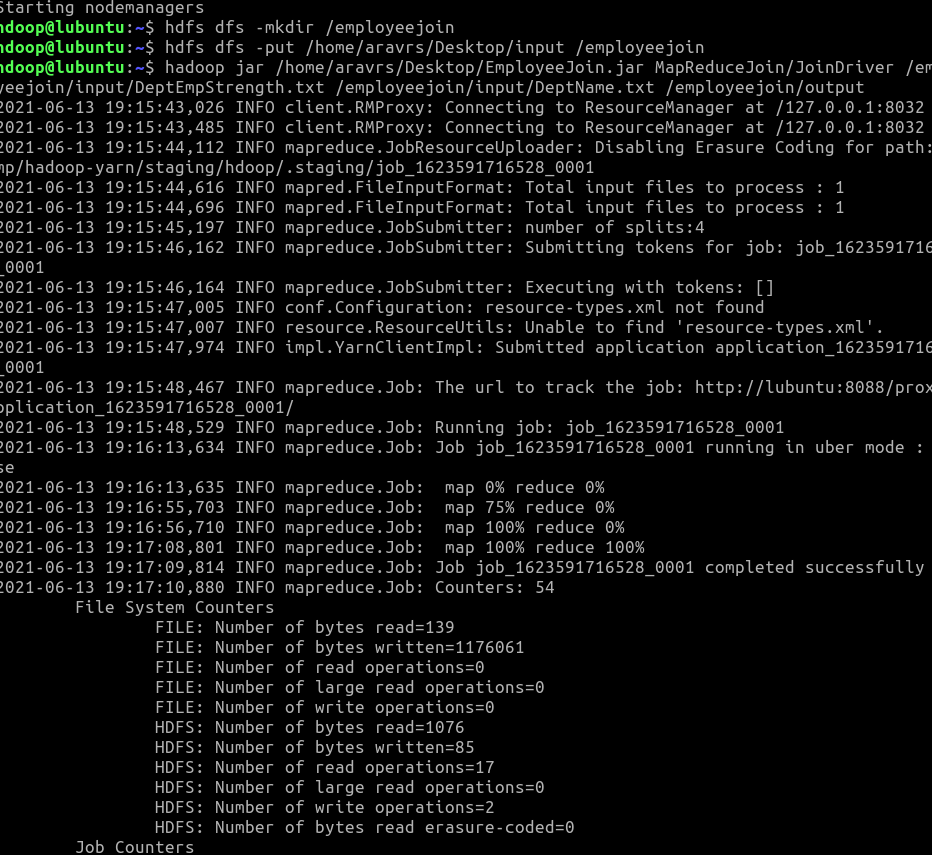 Starting nodemanagers
hdoop@lubuntu:~$ hdfs dfs -mkdir /employeejoin
hdoop@lubuntu:~$ hdfs dfs -put /home/aravrs/Desktop/input /employeejoin
hdoop@lubuntu:~$ hadoop jar /home/aravrs/Desktop/EmployeeJoin.jar MapReduceJoin/JoinDriver /em
yeejoin/input/DeptEmpStrength.txt /employeejoin/input/DeptName.txt /employeejoin/output
2021-06-13 19:15:43,026 INFO client.RMProxy: Connecting to ResourceManager at /127.0.0.1:8032
2021-06-13 19:15:43,485 INFO client.RMProxy: Connecting to ResourceManager at /127.0.0.1:8032
2021-06-13 19:15:44,112 INFO mapreduce.JobResourceUploader: Disabling Erasure Coding for path:
mp/hadoop-yarn/staging/hdoop/.staging/job_1623591716528_0001
2021-06-13 19:15:44,616 INFO mapred.FileInputFormat: Total input files to process : 1
2021-06-13 19:15:44,696 INFO mapred.FileInputFormat: Total input files to process : 1
2021-06-13 19:15:45,197 INFO mapreduce.JobSubmitter: number of splits:4
2021-06-13 19:15:46,162 INFO mapreduce.JobSubmitter: Submitting tokens for job: job_1623591716
_0001
2021-06-13 19:15:46,164 INFO mapreduce.JobSubmitter: Executing with tokens: []
2021-06-13 19:15:47,005 INFO conf.Configuration: resource-types.xml not found
2021-06-13 19:15:47,007 INFO resource.ResourceUtils: Unable to find 'resource-types.xml'.
2021-06-13 19:15:47,974 INFO impl.YarnClientImpl: Submitted application application_1623591716
_0001
2021-06-13 19:15:48,467 INFO mapreduce.Job: The url to track the job: http://lubuntu:8088/prox
pplication_1623591716528_0001/
2021-06-13 19:15:48,529 INFO mapreduce.Job: Running job: job_1623591716528_0001
2021-06-13 19:16:13,634 INFO mapreduce.Job: Job job_1623591716528_0001 running in uber mode :
se
2021-06-13 19:16:13,635 INFO mapreduce.Job:  map 0% reduce 0%
2021-06-13 19:16:55,703 INFO mapreduce.Job:  map 75% reduce 0%
2021-06-13 19:16:56,710 INFO mapreduce.Job:  map 100% reduce 0%
2021-06-13 19:17:08,801 INFO mapreduce.Job:  map 100% reduce 100%
2021-06-13 19:17:09,814 INFO mapreduce.Job: Job job_1623591716528_0001 completed successfully
2021-06-13 19:17:10,880 INFO mapreduce.Job: Counters: 54
File System Counters
FILE: Number of bytes read=139
FILE: Number of bytes written=1176061
FILE: Number of read operations=0
FILE: Number of large read operations=0
FILE: Number of write operations=0
HDFS: Number of bytes read=1076
HDFS: Number of bytes written=85
HDFS: Number of read operations=17
HDFS: Number of large read operations=0
HDFS: Number of write operations=2
HDFS: Number of bytes read erasure-coded=0
Job Counters